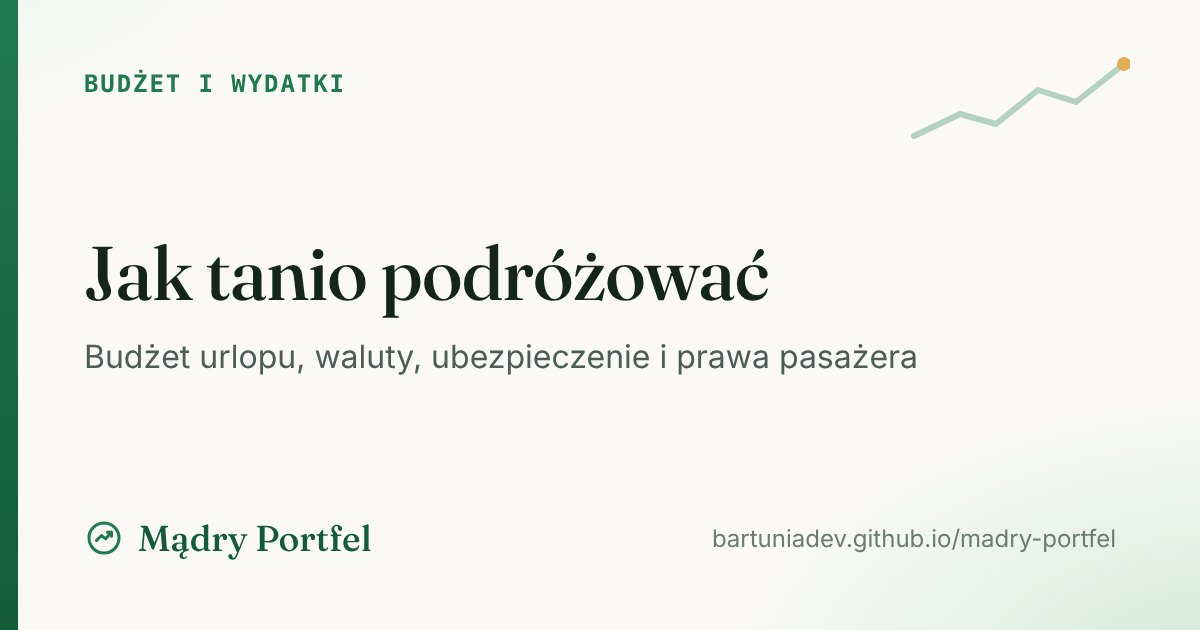 BUDŻET I WYDATKI
Jak tanio podróżować
Budżet urlopu, waluty, ubezpieczenie i prawa pasażera
Mądry Portfel
bartuniadev.github.io/madry-portfel